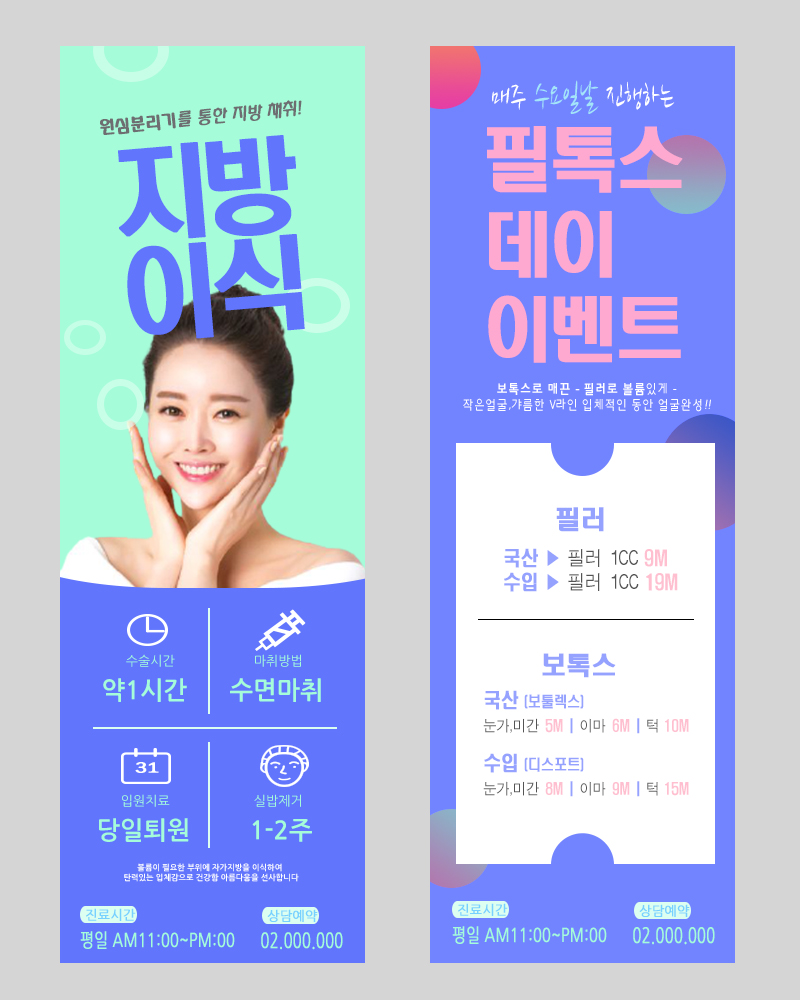 원심분리기를 통한 지방 채취!
지방
이식
수술시간
약1시간
마취방법
수면마취
31
입원치료
당일퇴원
실밥제거
1-2주
볼륨이 필요한 부위에 자가지방을 이식하여
탄력있는 입체감으로 건강함 아름다움을 선사합니다
진료시간
평일 AM11:00~PM:00
상담예약
02.000.000
매주 수요일날 진행하는
필톡스
데이
이벤트
보톡스로 매끈 - 필러로 볼륨있게 -
작은얼굴,갸름한 V라인 입체적인 동안 얼굴완성!!
필러
국산 ▶ 필러 1CC 9M
수입 ▶ 필러 1CC 19M
보톡스
국산 (보툴렉스)
눈가,미간 5M | 이마 6M | 턱 10M
수입 (디스포트)
눈가,미간 8M | 이마 9M | 턱 15M
진료시간
평일 AM11:00~PM:00
상담예약
02.000.000